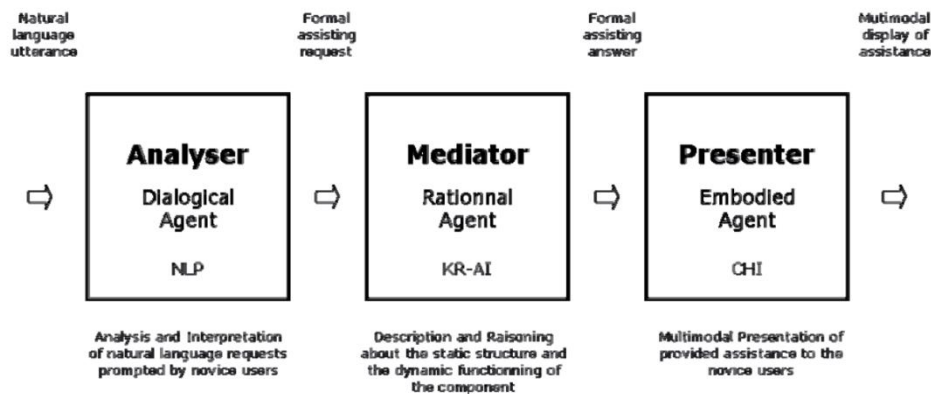 Natural
language
utterance
Formal
assisting
request
Formal
assisting
answer
Mutimodal
display of
assistance
Analyser
Dialogical
Agent
NLP
Mediator
Rationnal
Agent
KR-AI
Presenter
Embodied
Agent
CHI
Analysis and Interpretation
of natural language requests
prompted by novice users
Description and Raisoning
about the static structure and
the dynamic functionning of
the component
Multimodal Presentation of
provided assistance to the
novice users